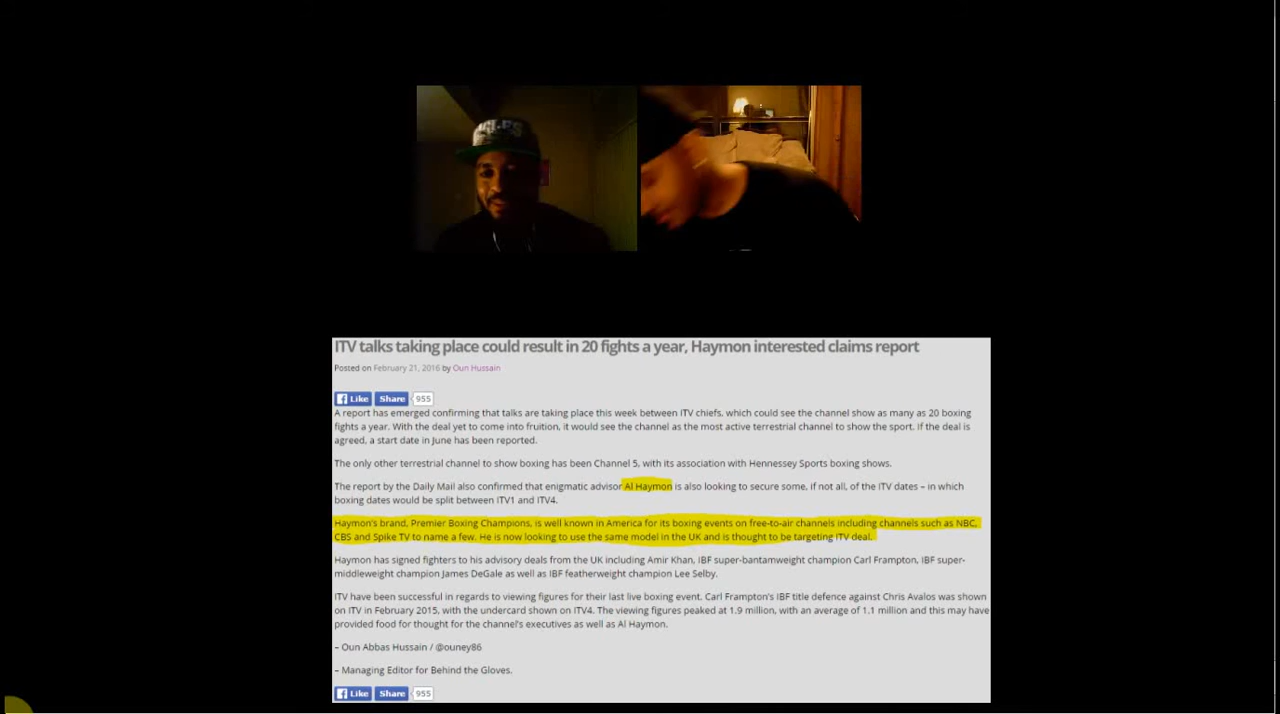 ITV talks taking place could result in 20 fights a year, Haymon interested claims report
Posted on February 21, 2016 by Oun Hussain
Like Share 955
A report has emerged confirming that talks are taking place this week between ITV chiefs, which could see the channel show as many as 20 boxing
fights a year. With the deal yet to come into fruition, it would see the channel as the most active terrestrial channel to show the sport. If the deal is
agreed, a start date in June has been reported.
The only other terrestrial channel to show boxing has been Channel 5, with its association with Hennessey Sports boxing shows.
The report by the Daily Mail also confirmed that enigmatic advisor Al Haymon is also looking to secure some, if not all, of the ITV dates – in which
boxing dates would be split between ITV1 and ITV4.
Haymon's brand, Premier Boxing Champions, is well known in America for its boxing events on free-to-air channels including channels such as NBC,
CBS and Spike TV to name a few. He is now looking to use the same model in the UK and is thought to be targeting ITV deal.
Haymon has signed fighters to his advisory deals from the UK including Amir Khan, IBF super-bantamweight champion Carl Frampton, IBF super-
middleweight champion James DeGale as well as IBF featherweight champion Lee Selby.
ITV have been successful in regards to viewing figures for their last live boxing event. Carl Frampton's IBF title defence against Chris Avalos was shown
on ITV in February 2015, with the undercard shown on ITV4. The viewing figures peaked at 1.9 million, with an average of 1.1 million and this may have
provided food for thought for the channel's executives as well as Al Haymon.
– Oun Abbas Hussain / @ouney86
– Managing Editor for Behind the Gloves.
Like Share 955